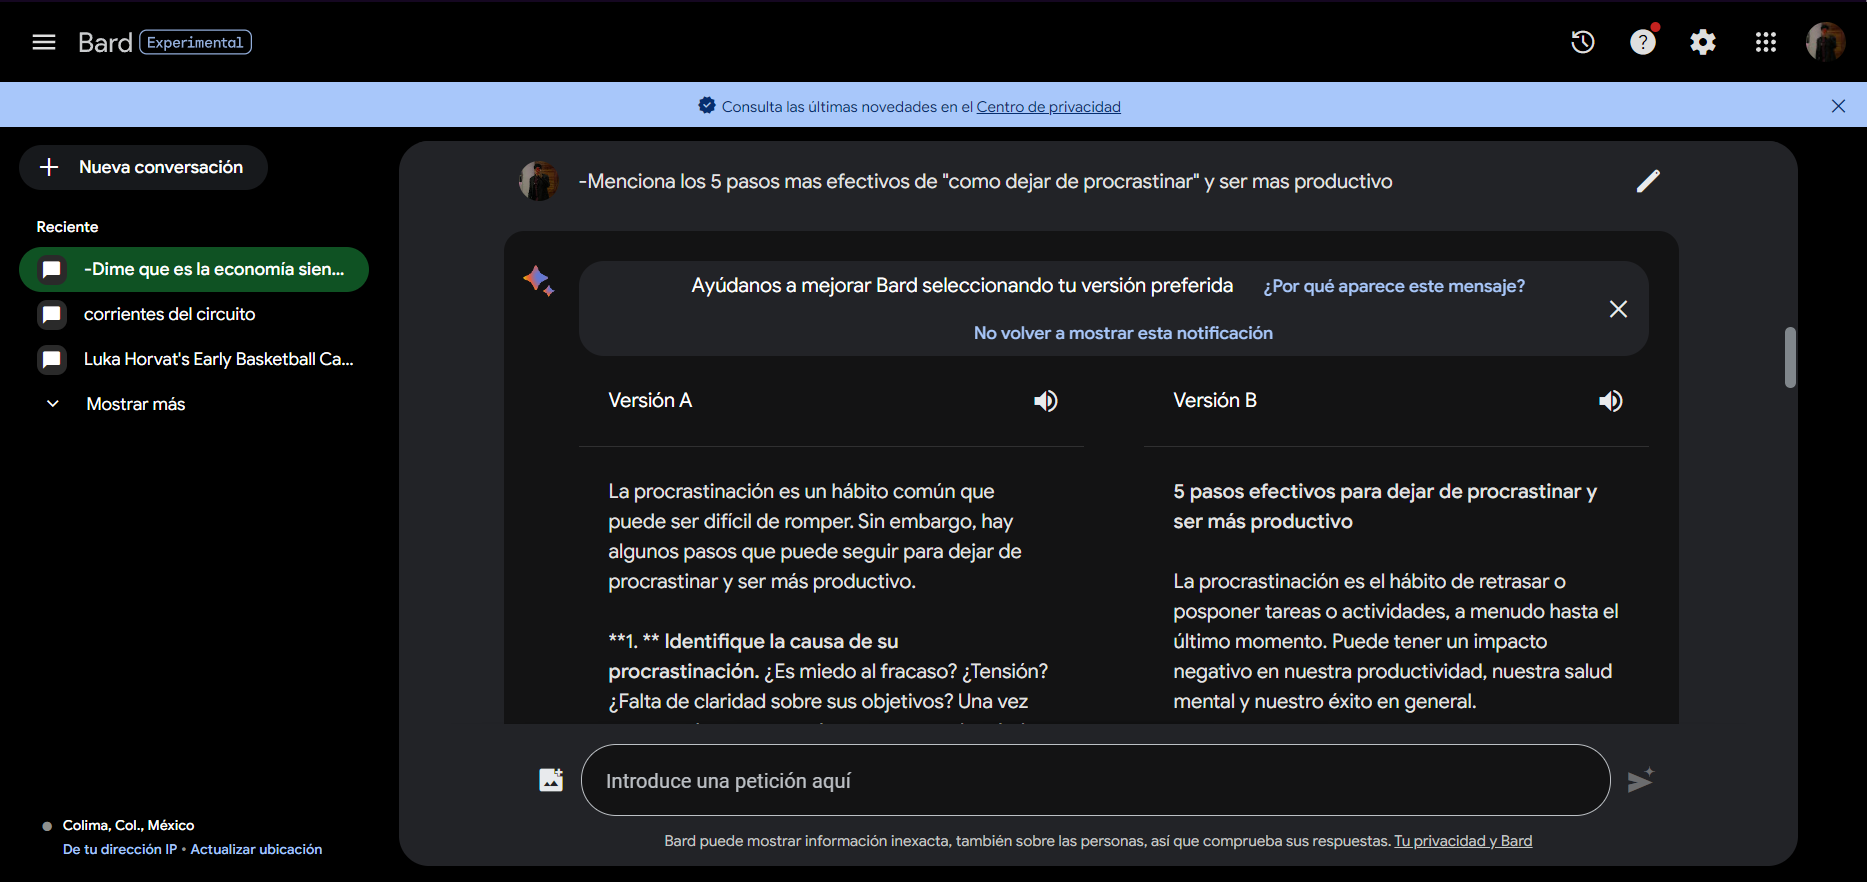 Bard Experimental
Consulta las últimas novedades en el Centro de privacidad
Nueva conversación
Reciente
-Dime que es la economía sien...
corrientes del circuito
Luka Horvat's Early Basketball Ca...
Mostrar más
Colima, Col., México
De tu dirección IP • Actualizar ubicación
-Menciona los 5 pasos mas efectivos de "como dejar de procrastinar" y ser mas productivo
Ayúdanos a mejorar Bard seleccionando tu versión preferida ¿Por qué aparece este mensaje?
No volver a mostrar esta notificación
Versión A
La procrastinación es un hábito común que
puede ser difícil de romper. Sin embargo, hay
algunos pasos que puede seguir para dejar de
procrastinar y ser más productivo.
**1. ** Identifique la causa de su
procrastinación. ¿Es miedo al fracaso? ¿Tensión?
¿Falta de claridad sobre sus objetivos? Una vez
Versión B
5 pasos efectivos para dejar de procrastinar y
ser más productivo
La procrastinación es el hábito de retrasar o
posponer tareas o actividades, a menudo hasta el
último momento. Puede tener un impacto
negativo en nuestra productividad, nuestra salud
mental y nuestro éxito en general.
Introduce una petición aquí
Bard puede mostrar información inexacta, también sobre las personas, así que comprueba sus respuestas. Tu privacidad y Bard